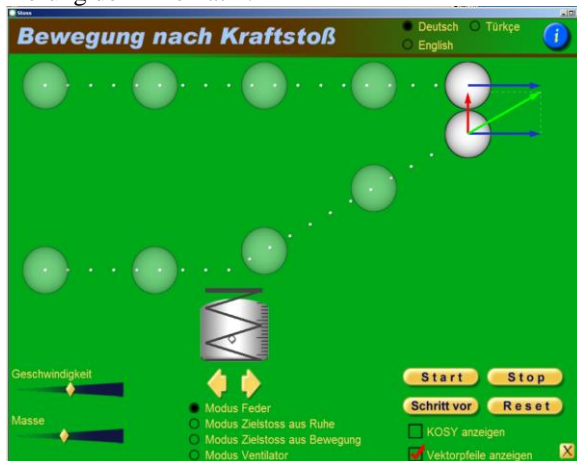 Stoss
Bewegung nach Kraftstoß
Deutsch
Türkçe
English
i
Geschwindigkeit
Masse
Modus Feder
Modus Zielstoss aus Ruhe
Modus Zielstoss aus Bewegung
Modus Ventilator
Start
Stop
Schritt vor
Reset
KOSY anzeigen
Vektorpfeile anzeigen
X